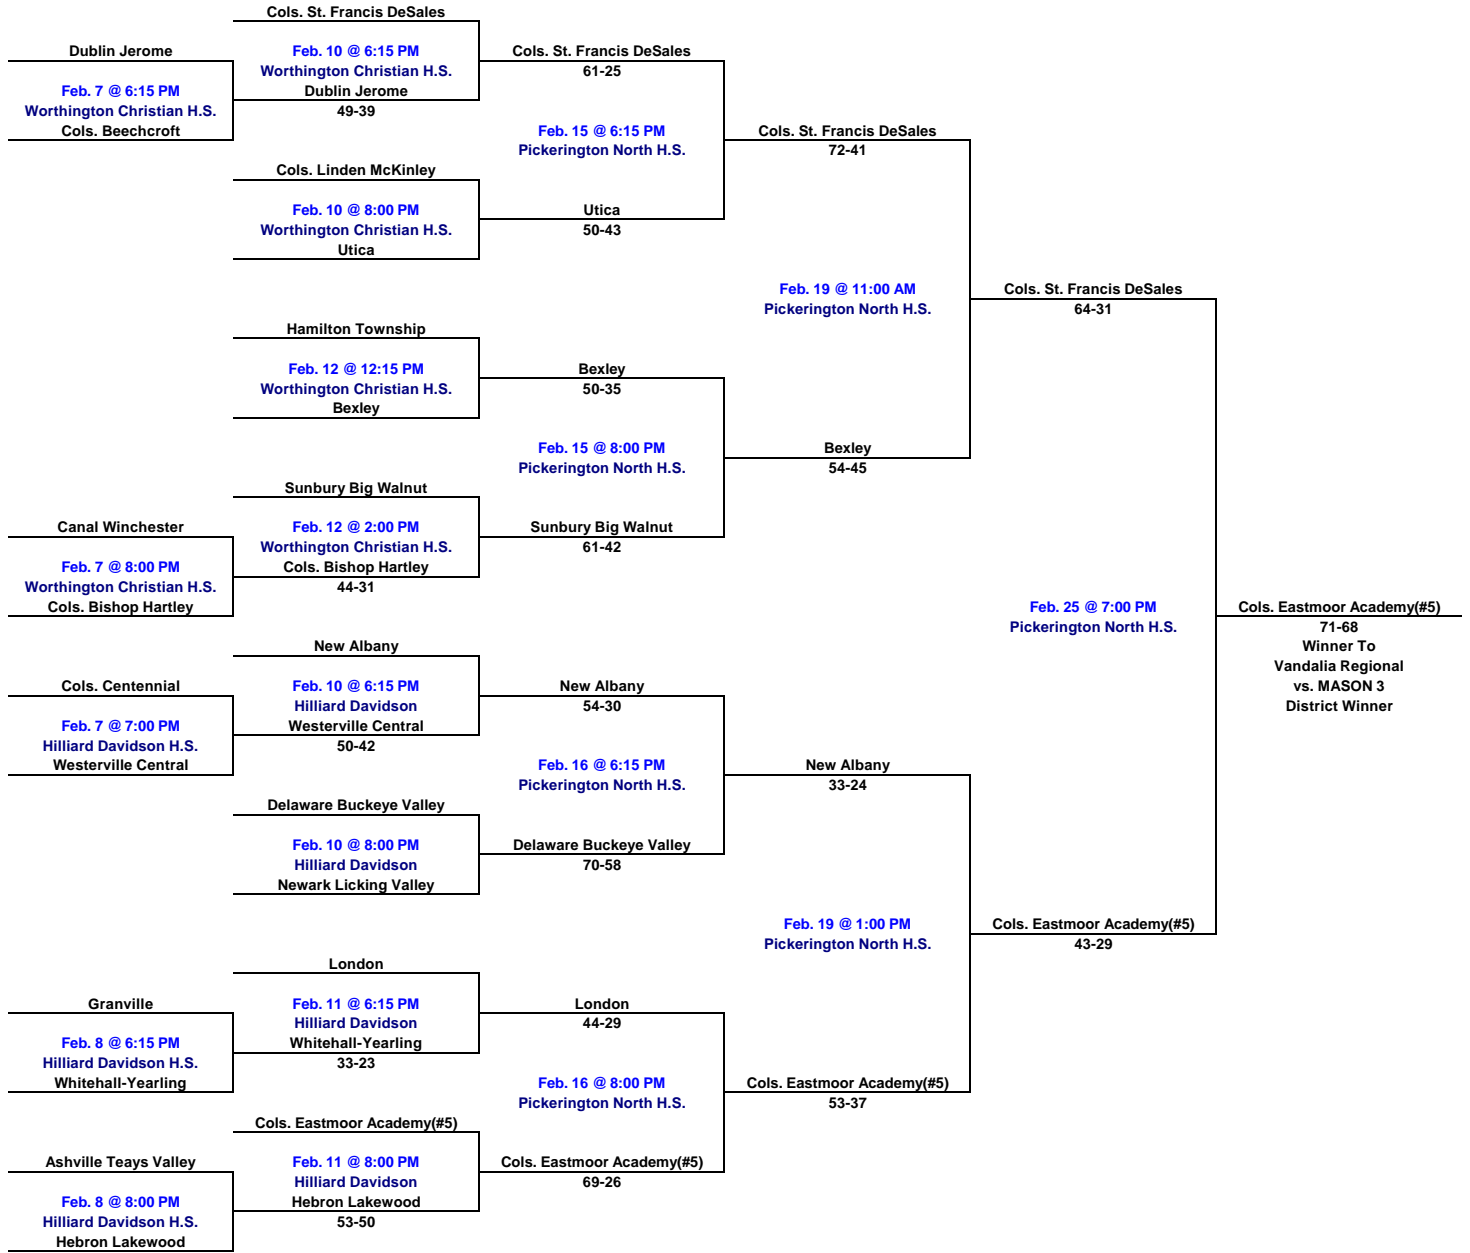 Cols. St. Francis DeSales
Dublin Jerome
Feb. 10 @ 6:15 PM
Cols. St. Francis DeSales
Worthington Christian H.S.
61-25
Feb. 7 @ 6:15 PM
Dublin Jerome
Worthington Christian H.S.
49-39
Cols. Beechcroft
Feb. 15 @ 6:15 PM
Cols. St. Francis DeSales
Pickerington North H.S.
72-41
Cols. Linden McKinley
Feb. 10 @ 8:00 PM
Utica
Worthington Christian H.S.
50-43
Utica
Feb. 19 @ 11:00 AM
Cols. St. Francis DeSales
Pickerington North H.S.
64-31
Hamilton Township
Feb. 12 @ 12:15 PM
Bexley
Worthington Christian H.S.
50-35
Bexley
Feb. 15 @ 8:00 PM
Bexley
Pickerington North H.S.
54-45
Sunbury Big Walnut
Canal Winchester
Feb. 12 @ 2:00 PM
Sunbury Big Walnut
Worthington Christian H.S.
61-42
Feb. 7 @ 8:00 PM
Cols. Bishop Hartley
Worthington Christian H.S.
44-31
Cols. Bishop Hartley
Feb. 25 @ 7:00 PM
Cols. Eastmoor Academy(#5)
Pickerington North H.S.
71-68
New Albany
Winner To
Vandalia Regional
Cols. Centennial
Feb. 10 @ 6:15 PM
New Albany
vs. MASON 3
Hilliard Davidson
54-30
District Winner
Feb. 7 @ 7:00 PM
Westerville Central
Hilliard Davidson H.S.
50-42
Westerville Central
Feb. 16 @ 6:15 PM
New Albany
Pickerington North H.S.
33-24
Delaware Buckeye Valley
Feb. 10 @ 8:00 PM
Delaware Buckeye Valley
Hilliard Davidson
70-58
Newark Licking Valley
Feb. 19 @ 1:00 PM
Cols. Eastmoor Academy(#5)
Pickerington North H.S.
43-29
London
Granville
Feb. 11 @ 6:15 PM
London
Hilliard Davidson
44-29
Feb. 8 @ 6:15 PM
Whitehall-Yearling
Hilliard Davidson H.S.
33-23
Whitehall-Yearling
Feb. 16 @ 8:00 PM
Cols. Eastmoor Academy(#5)
Pickerington North H.S.
53-37
Cols. Eastmoor Academy(#5)
Ashville Teays Valley
Feb. 11 @ 8:00 PM
Cols. Eastmoor Academy(#5)
Hilliard Davidson
69-26
Feb. 8 @ 8:00 PM
Hebron Lakewood
Hilliard Davidson H.S.
53-50
Hebron Lakewood